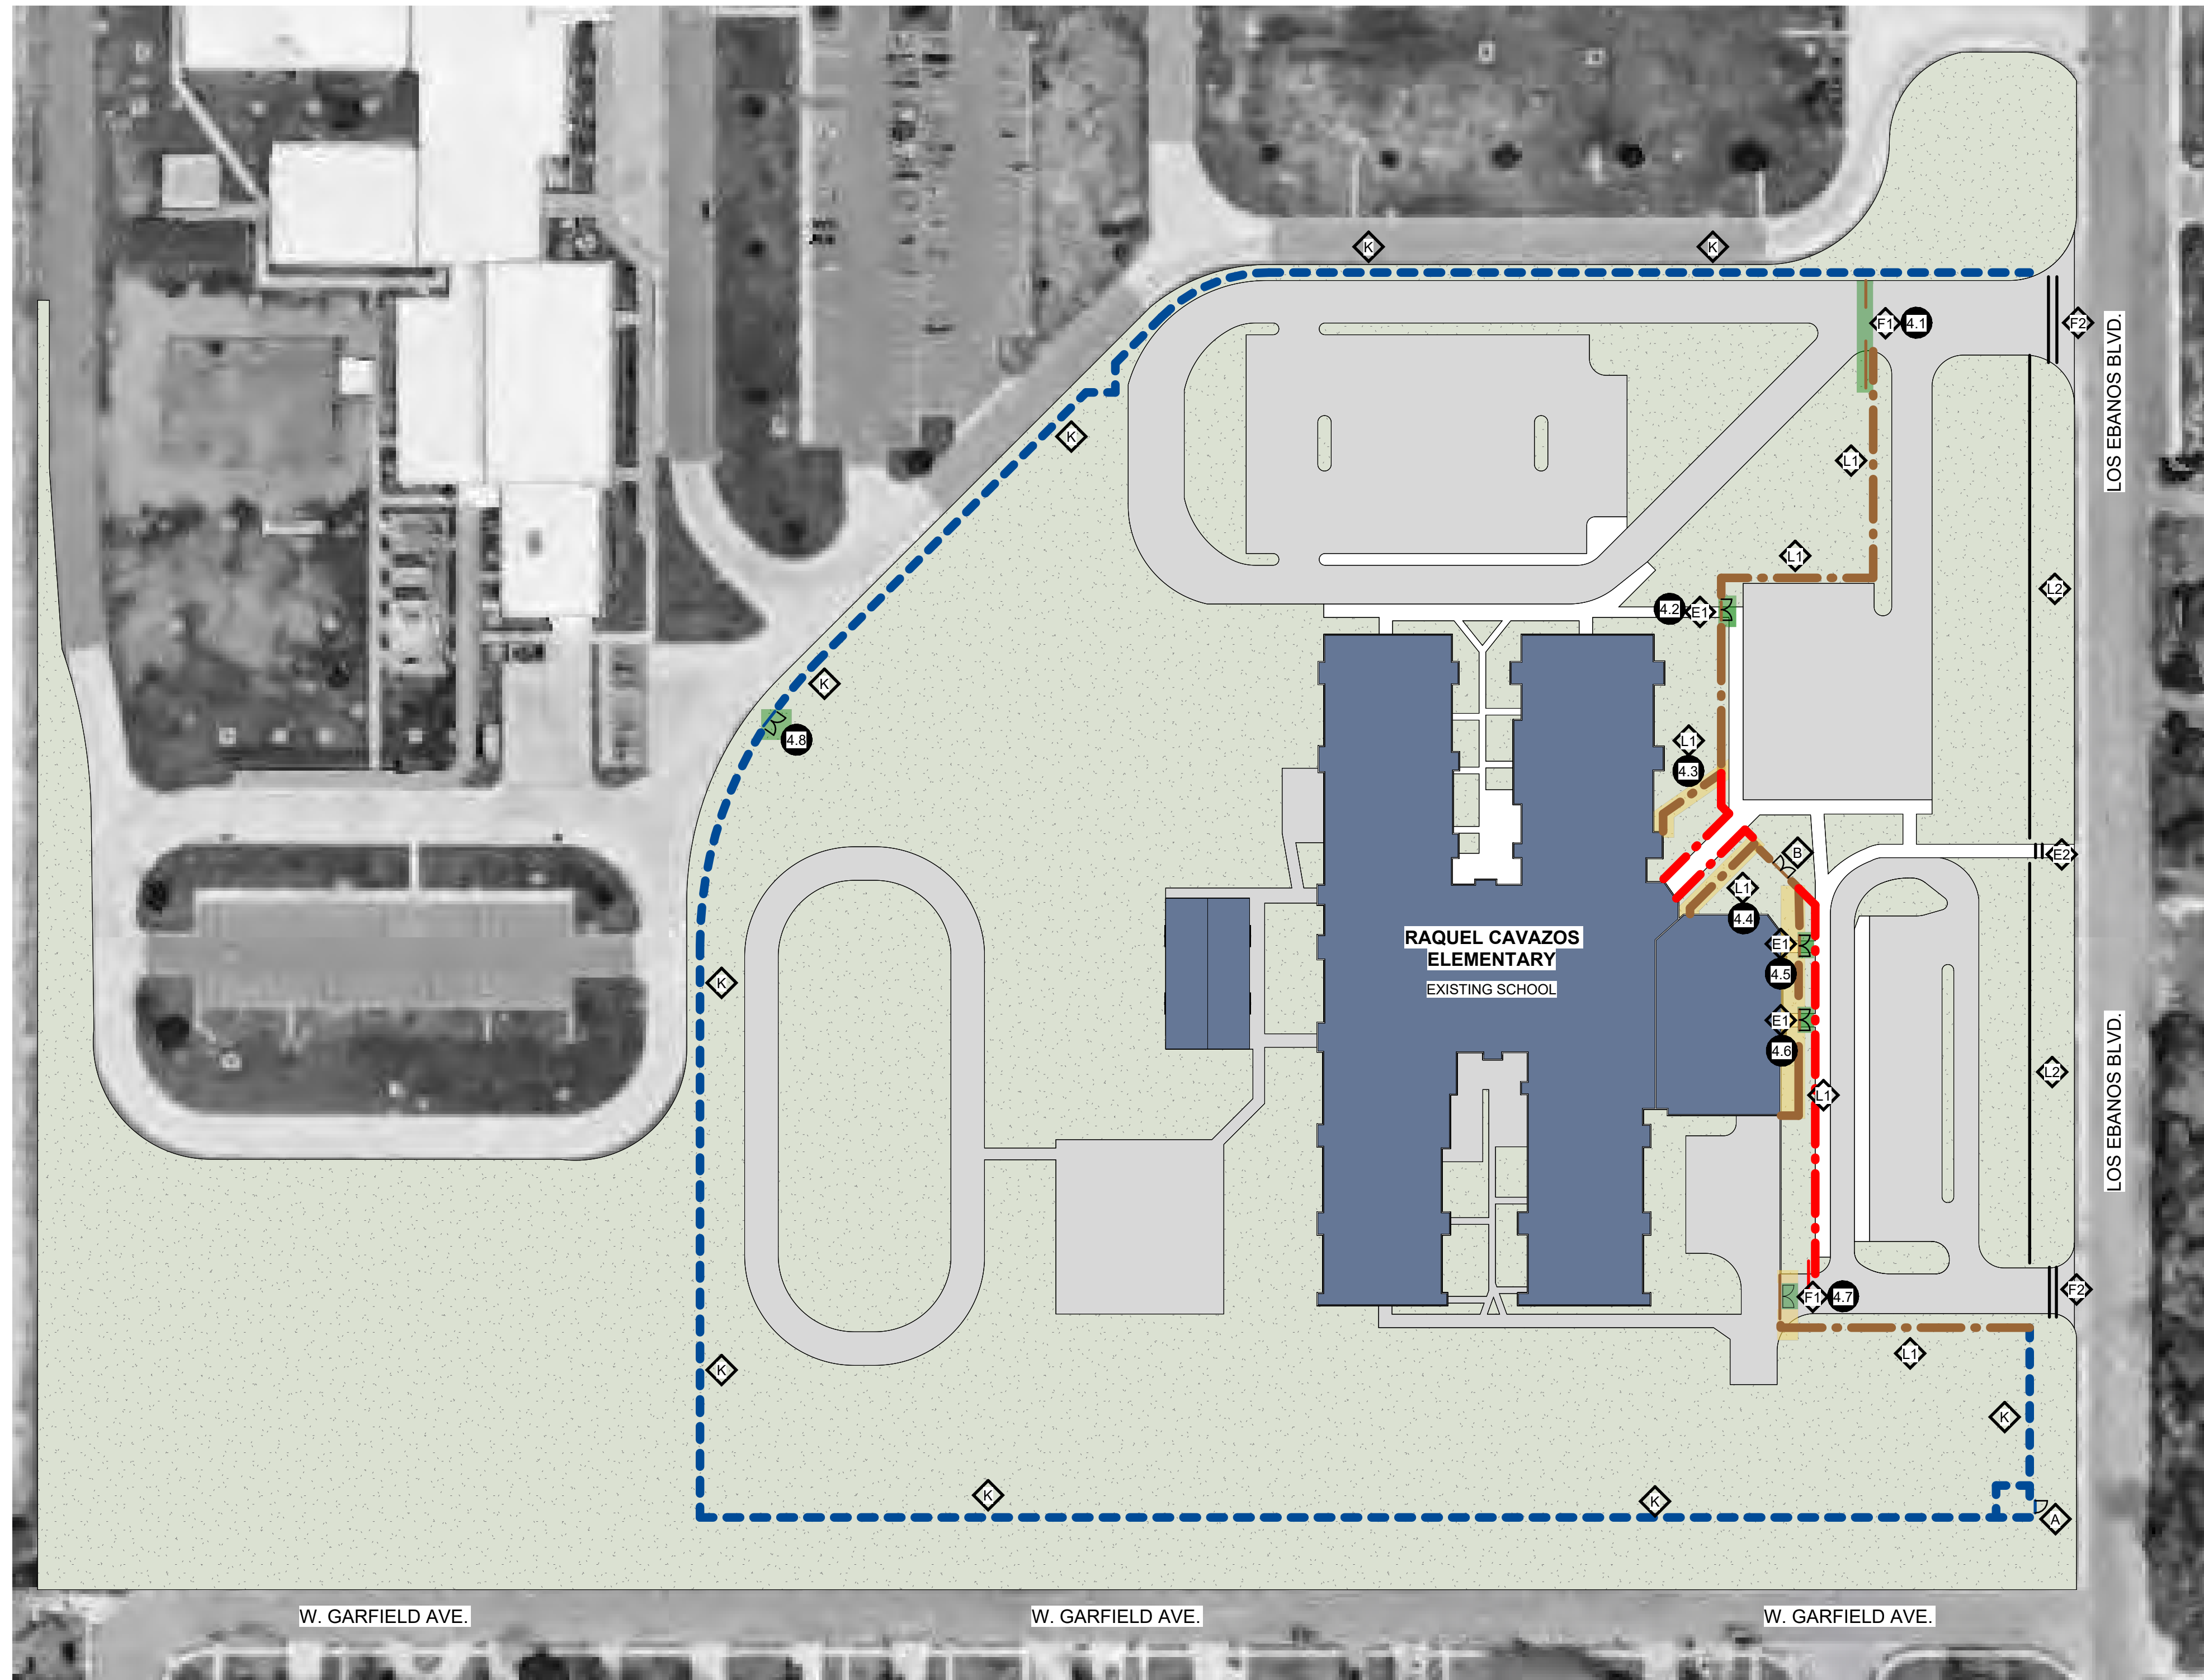 K
K
F1
4.1
F2
LOS EBANOS BLVD.
K
L1
L1
L2
4.2
E1
K
4.8
L1
4.3
B
E2
L1
4.4
RAQUEL CAVAZOS
ELEMENTARY
EXISTING SCHOOL
E1
4.5
K
E1
4.6
L1
L2
LOS EBANOS BLVD.
F1
4.7
F2
L1
K
K
K
K
A
W. GARFIELD AVE.
W. GARFIELD AVE.
W. GARFIELD AVE.